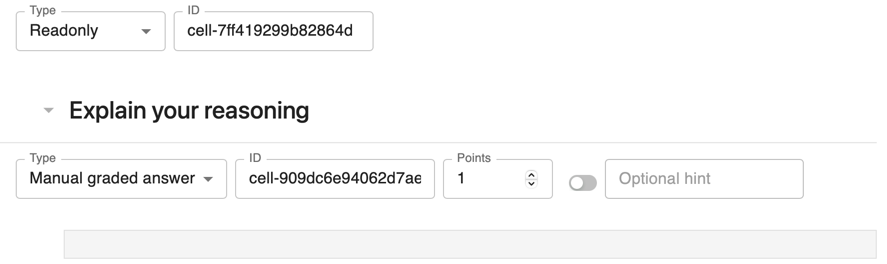 Type ID
Readonly cell-7ff419299b82864d
Explain your reasoning
Type ID Points
Manual graded answer cell-909dc6e94062d7ae 1 Optional hint